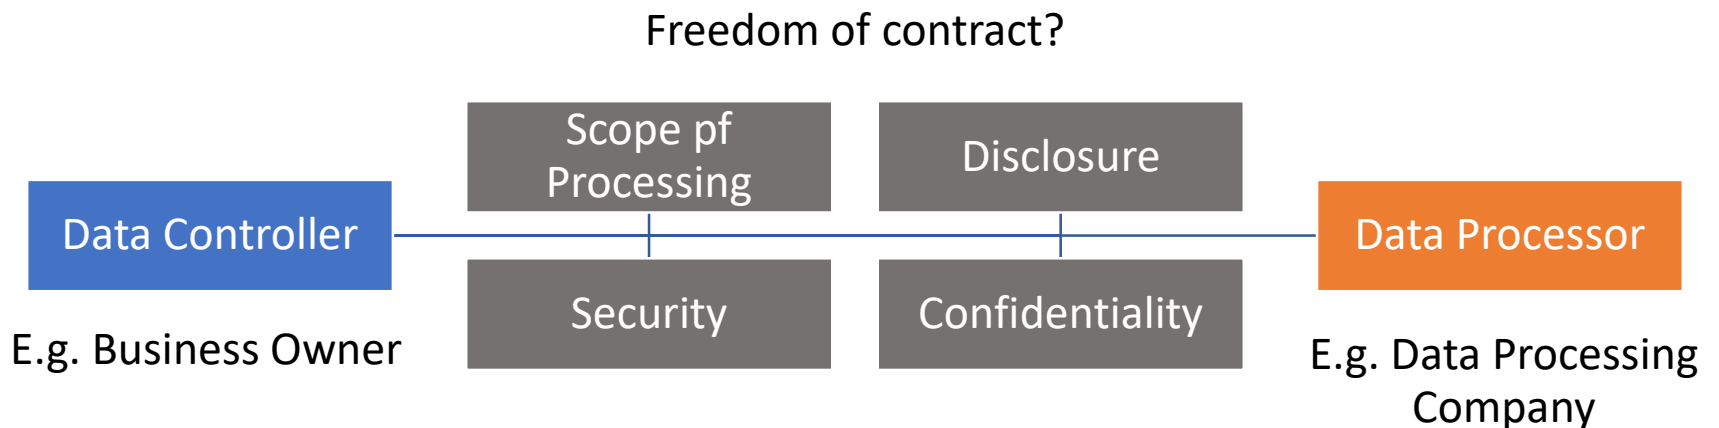 Freedom of contract?
Scope pf
Processing
Disclosure
Data Controller
Data Processor
Security
Confidentiality
E.g. Business Owner
E.g. Data Processing
Company